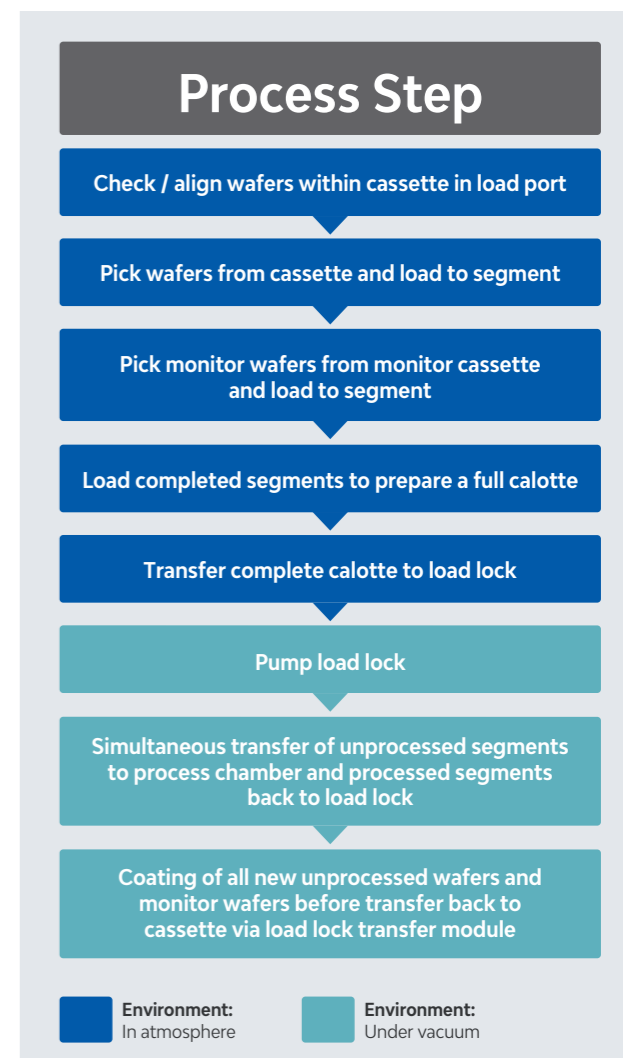 Process Step
Check / align wafers within cassette in load port
Pick wafers from cassette and load to segment
Pick monitor wafers from monitor cassette
and load to segment
Load completed segments to prepare a full calotte
Transfer complete calotte to load lock
Pump load lock
Simultaneous transfer of unprocessed segments
to process chamber and processed segments
back to load lock
Coating of all new unprocessed wafers and
monitor wafers before transfer back to
cassette via load lock transfer module
Environment:
In atmosphere
Environment:
Under vacuum